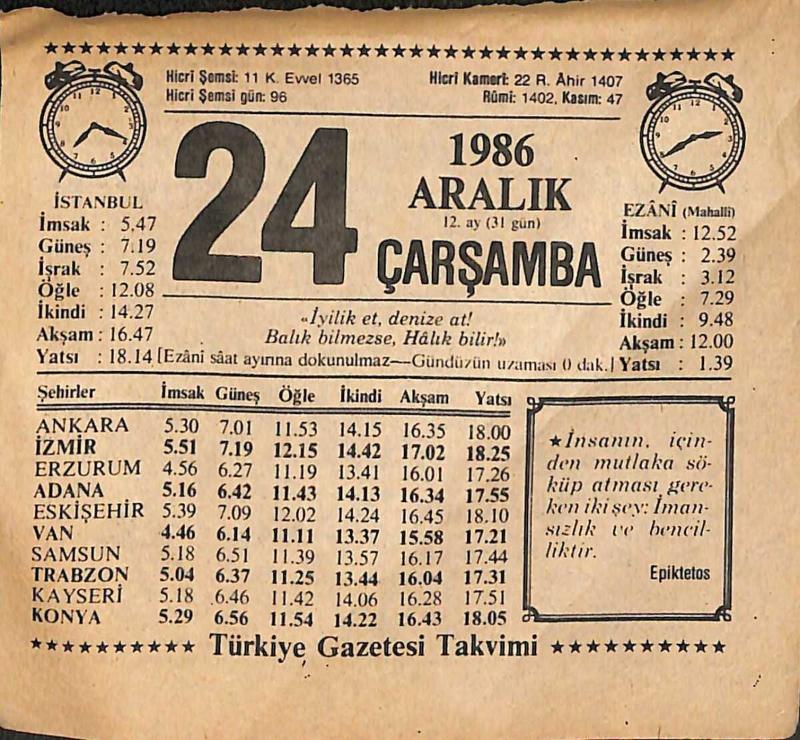 Hicrî Şemsî: 11 K. Evvel 1365
Hicrî Şemsî gün: 96
Hicrî Kamerî: 22 R. Âhir 1407
Rûmî: 1402, Kasım: 47
24
1986
ARALIK
12. ay (31 gün)
ÇARŞAMBA
İSTANBUL
İmsak : 5.47
Güneş : 7.19
İşrak : 7.52
Öğle : 12.08
İkindi : 14.27
Akşam : 16.47
Yatsı : 18.14
EZÂNÎ (Mahallî)
İmsak : 12.52
Güneş : 2.39
İşrak : 3.12
Öğle : 7.29
İkindi : 9.48
Akşam : 12.00
Yatsı : 1.39
«İyilik et, denize at!
Balık bilmezse, Hâlık bilir!»
[Ezânî sâat ayırına dokunulmaz—Gündüzün uzaması 0 dak.]
Şehirler İmsak Güneş Öğle İkindi Akşam Yatsı
ANKARA 5.30 7.01 11.53 14.15 16.35 18.00
İZMİR 5.51 7.19 12.15 14.42 17.02 18.25
ERZURUM 4.56 6.27 11.19 13.41 16.01 17.26
ADANA 5.16 6.42 11.43 14.13 16.34 17.55
ESKİŞEHİR 5.39 7.09 12.02 14.24 16.45 18.10
VAN 4.46 6.14 11.11 13.37 15.58 17.21
SAMSUN 5.18 6.51 11.39 13.57 16.17 17.44
TRABZON 5.04 6.37 11.25 13.44 16.04 17.31
KAYSERİ 5.18 6.46 11.42 14.06 16.28 17.51
KONYA 5.29 6.56 11.54 14.22 16.43 18.05
★İnsanın, için-
den mutlaka sö-
küp atması gere-
ken iki şey: İman-
sızlık ve bencil-
liktir.
Epiktetos
Türkiye Gazetesi Takvimi